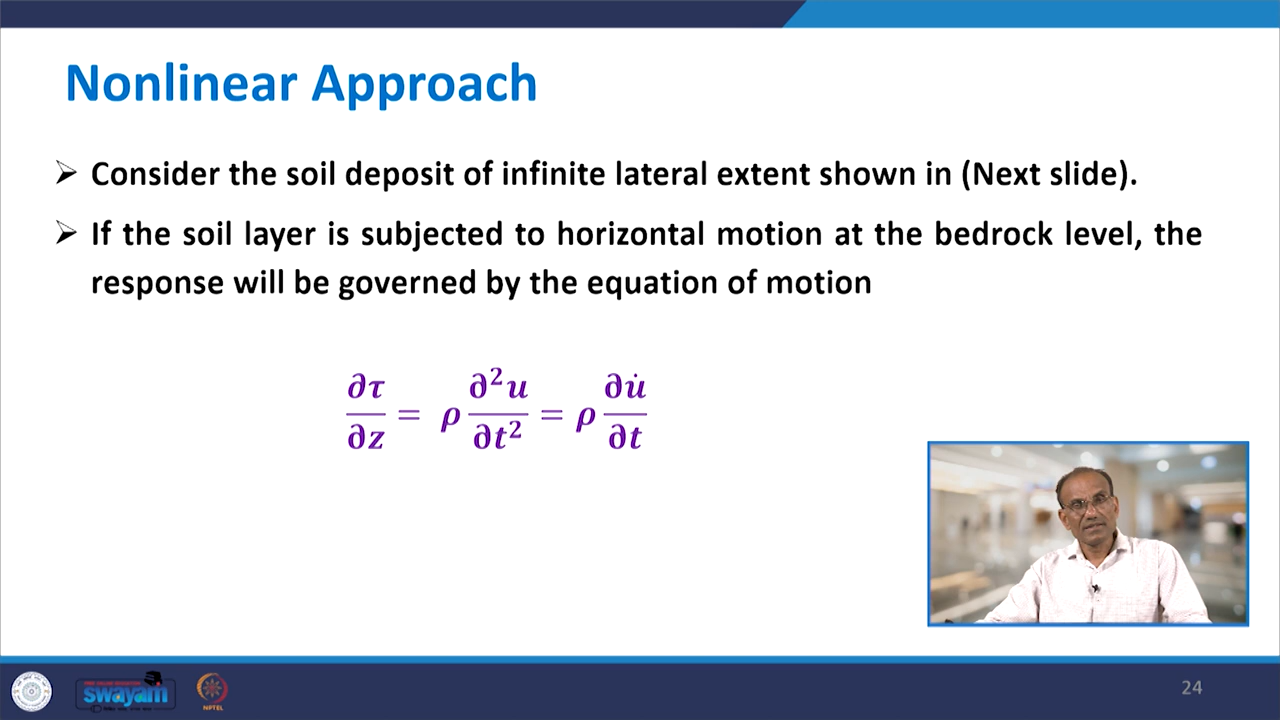 Nonlinear Approach
➢ Consider the soil deposit of infinite lateral extent shown in (Next slide).
➢ If the soil layer is subjected to horizontal motion at the bedrock level, the
response will be governed by the equation of motion
∂τ/∂z = ρ ∂²u/∂t² = ρ ∂u̇/∂t
swayam
NPTEL
24